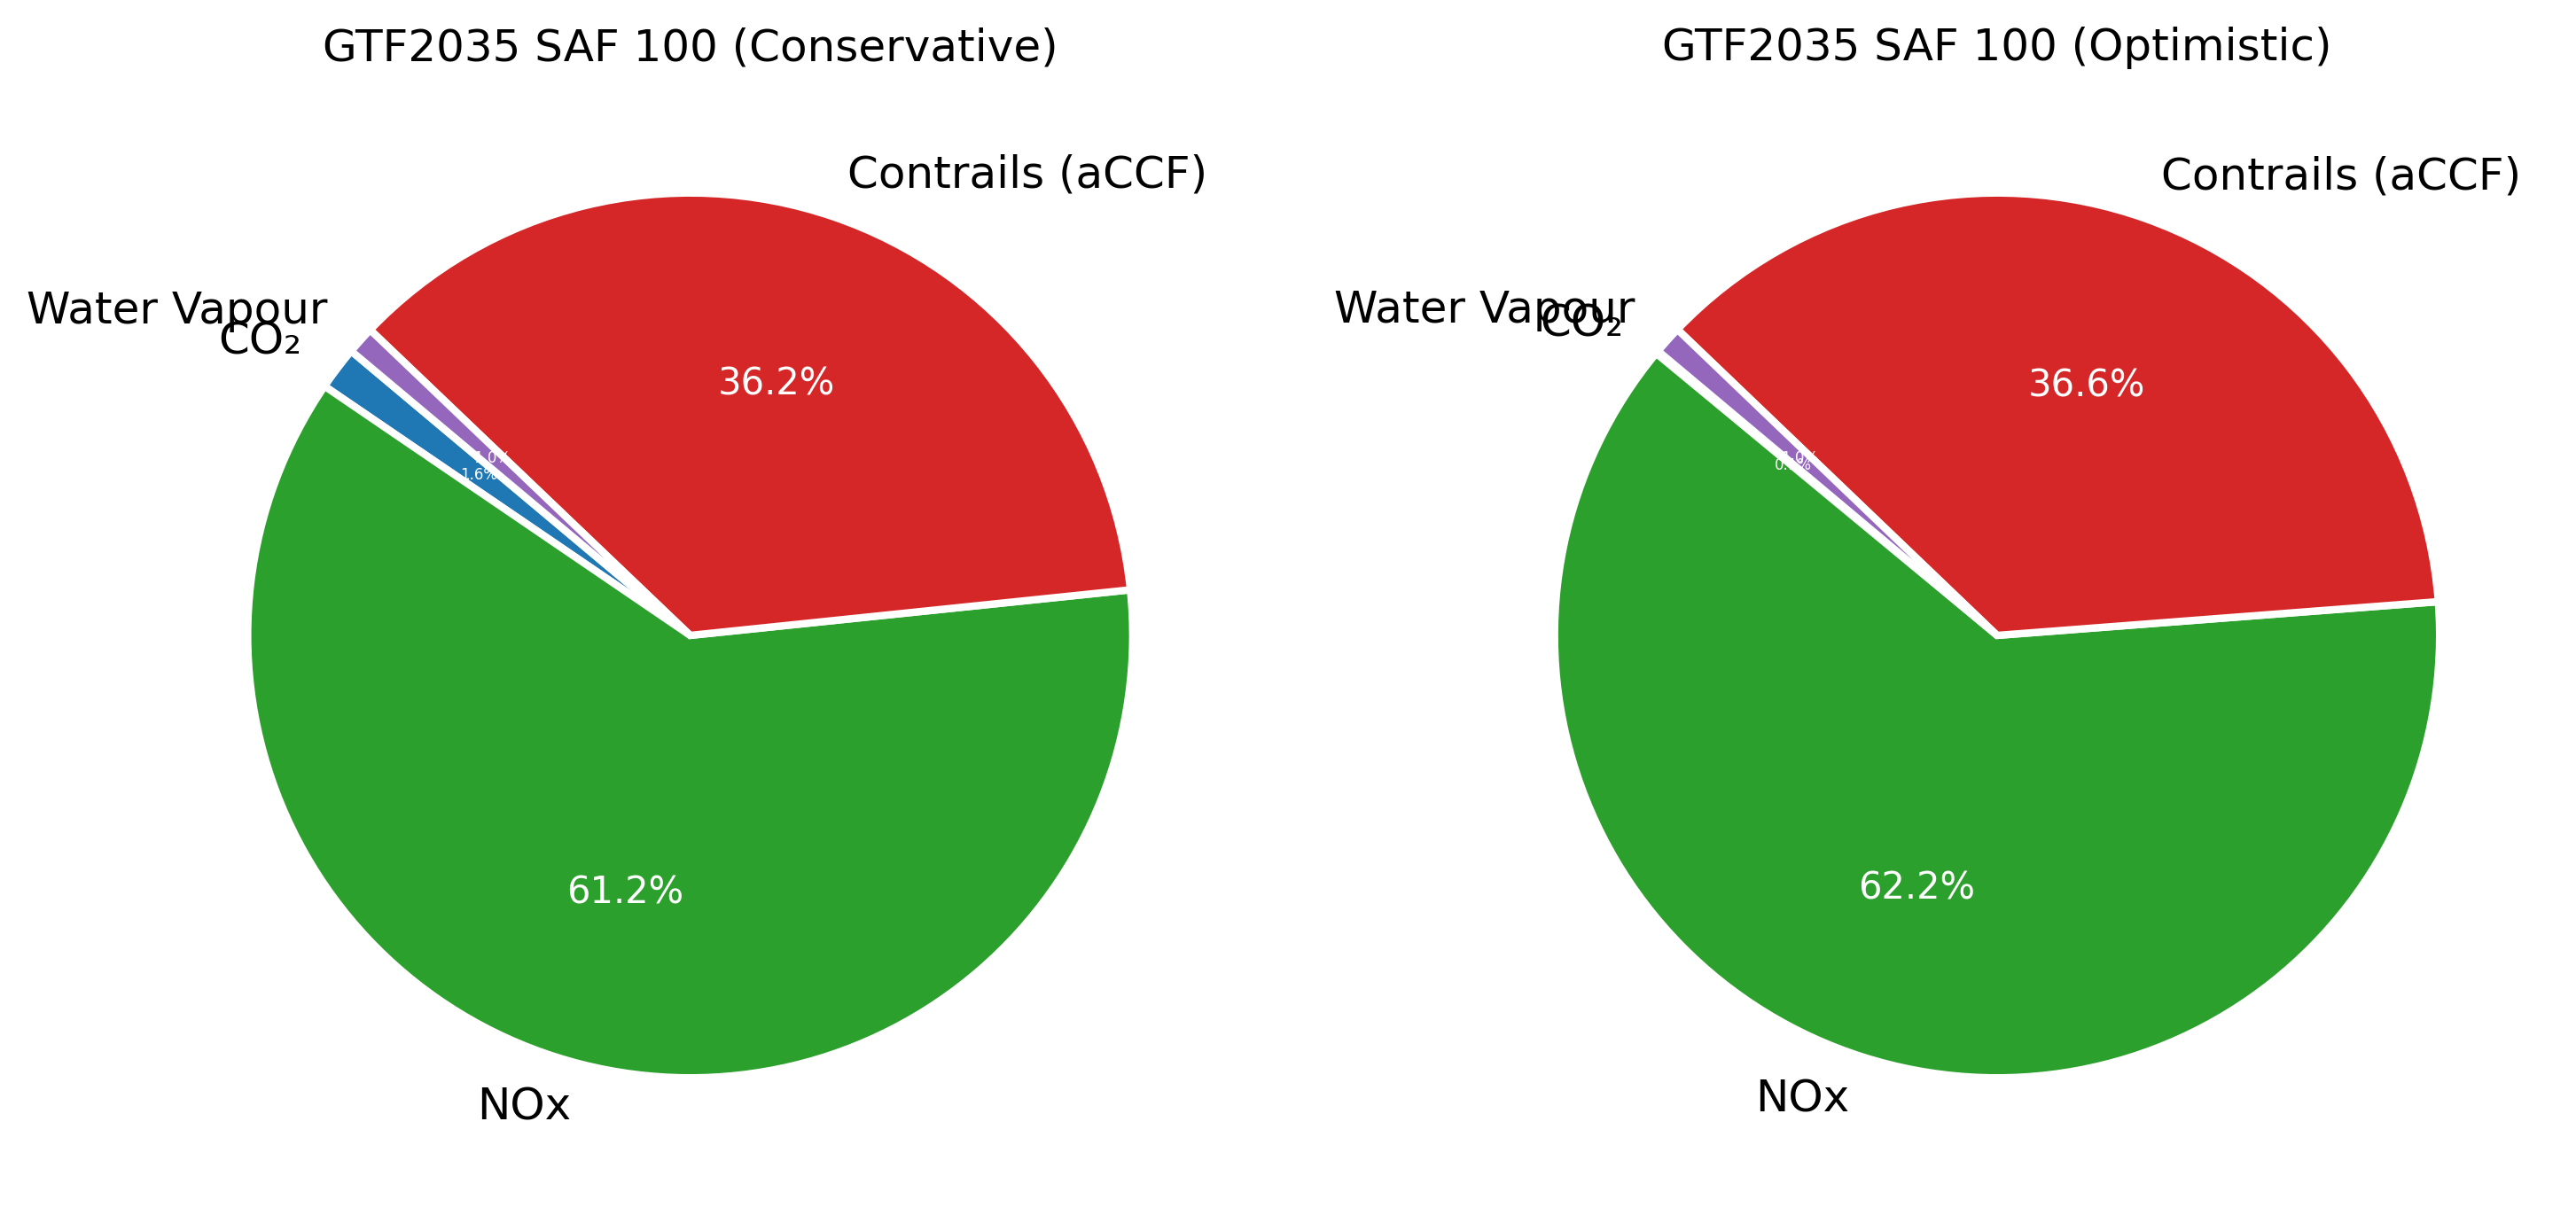 GTF2035 SAF 100 (Conservative)
Contrails (aCCF)
Water Vapour
CO₂
36.2%
1.6%
61.2%
NOx
GTF2035 SAF 100 (Optimistic)
Contrails (aCCF)
Water Vapour
CO₂
36.6%
62.2%
NOx